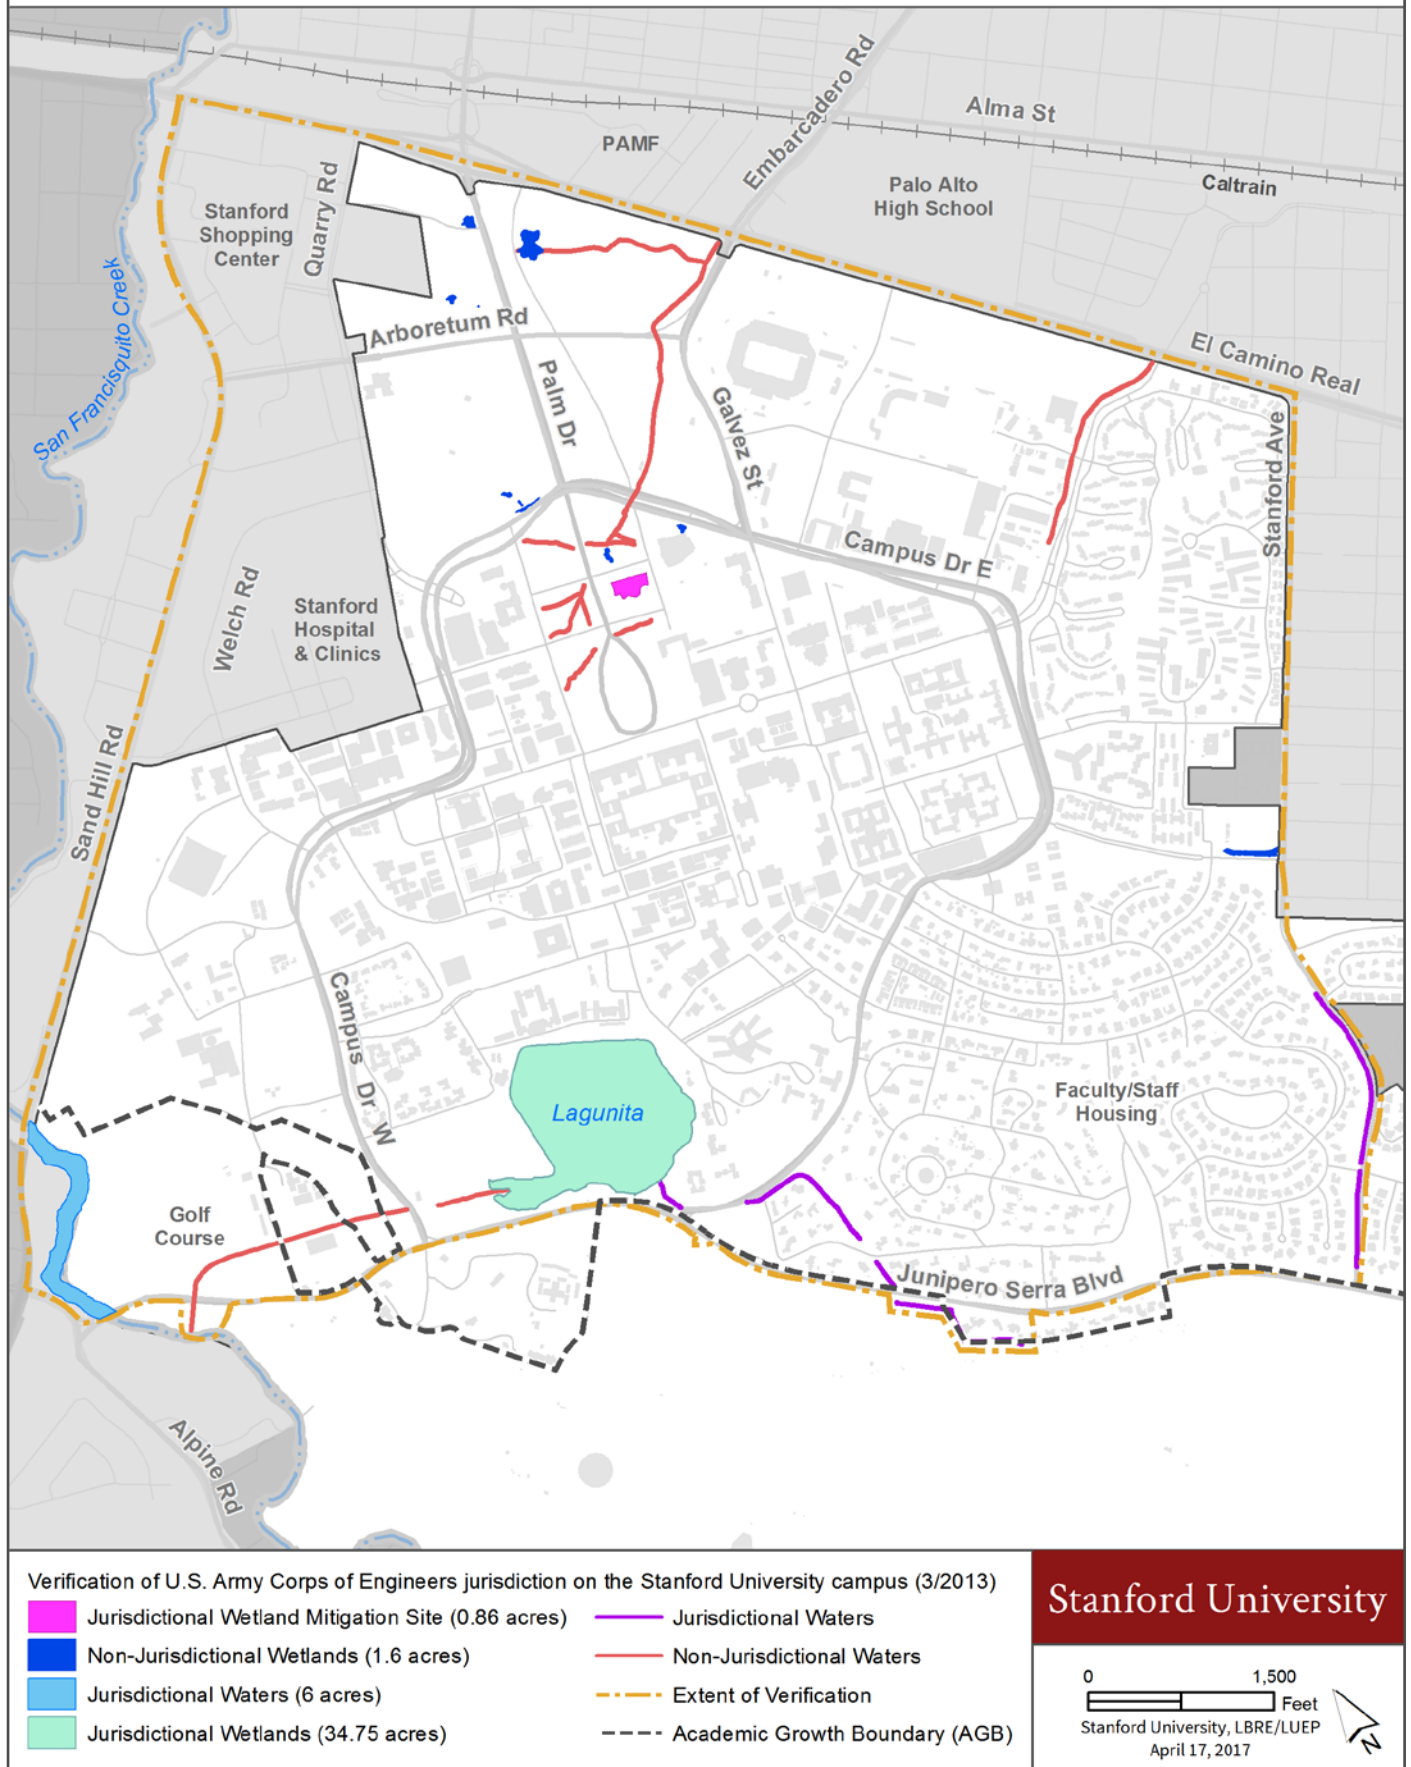 Alma St
Embarcadero Rd
PAMF
Palo Alto
High School
Caltrain
Stanford
Shopping
Center
Quarry Rd
San Francisquito Creek
Arboretum Rd
El Camino Real
Palm Dr
Galvez St
Stanford Ave
Campus Dr E
Welch Rd
Stanford
Hospital
& Clinics
Sand Hill Rd
Campus Dr W
Lagunita
Faculty/Staff
Housing
Golf
Course
Junipero Serra Blvd
Alpine Rd
Verification of U.S. Army Corps of Engineers jurisdiction on the Stanford University campus (3/2013)
Jurisdictional Wetland Mitigation Site (0.86 acres)
Non-Jurisdictional Wetlands (1.6 acres)
Jurisdictional Waters (6 acres)
Jurisdictional Wetlands (34.75 acres)
Jurisdictional Waters
Non-Jurisdictional Waters
Extent of Verification
Academic Growth Boundary (AGB)
Stanford University
0 1,500
Feet
Stanford University, LBRE/LUEP
April 17, 2017
N